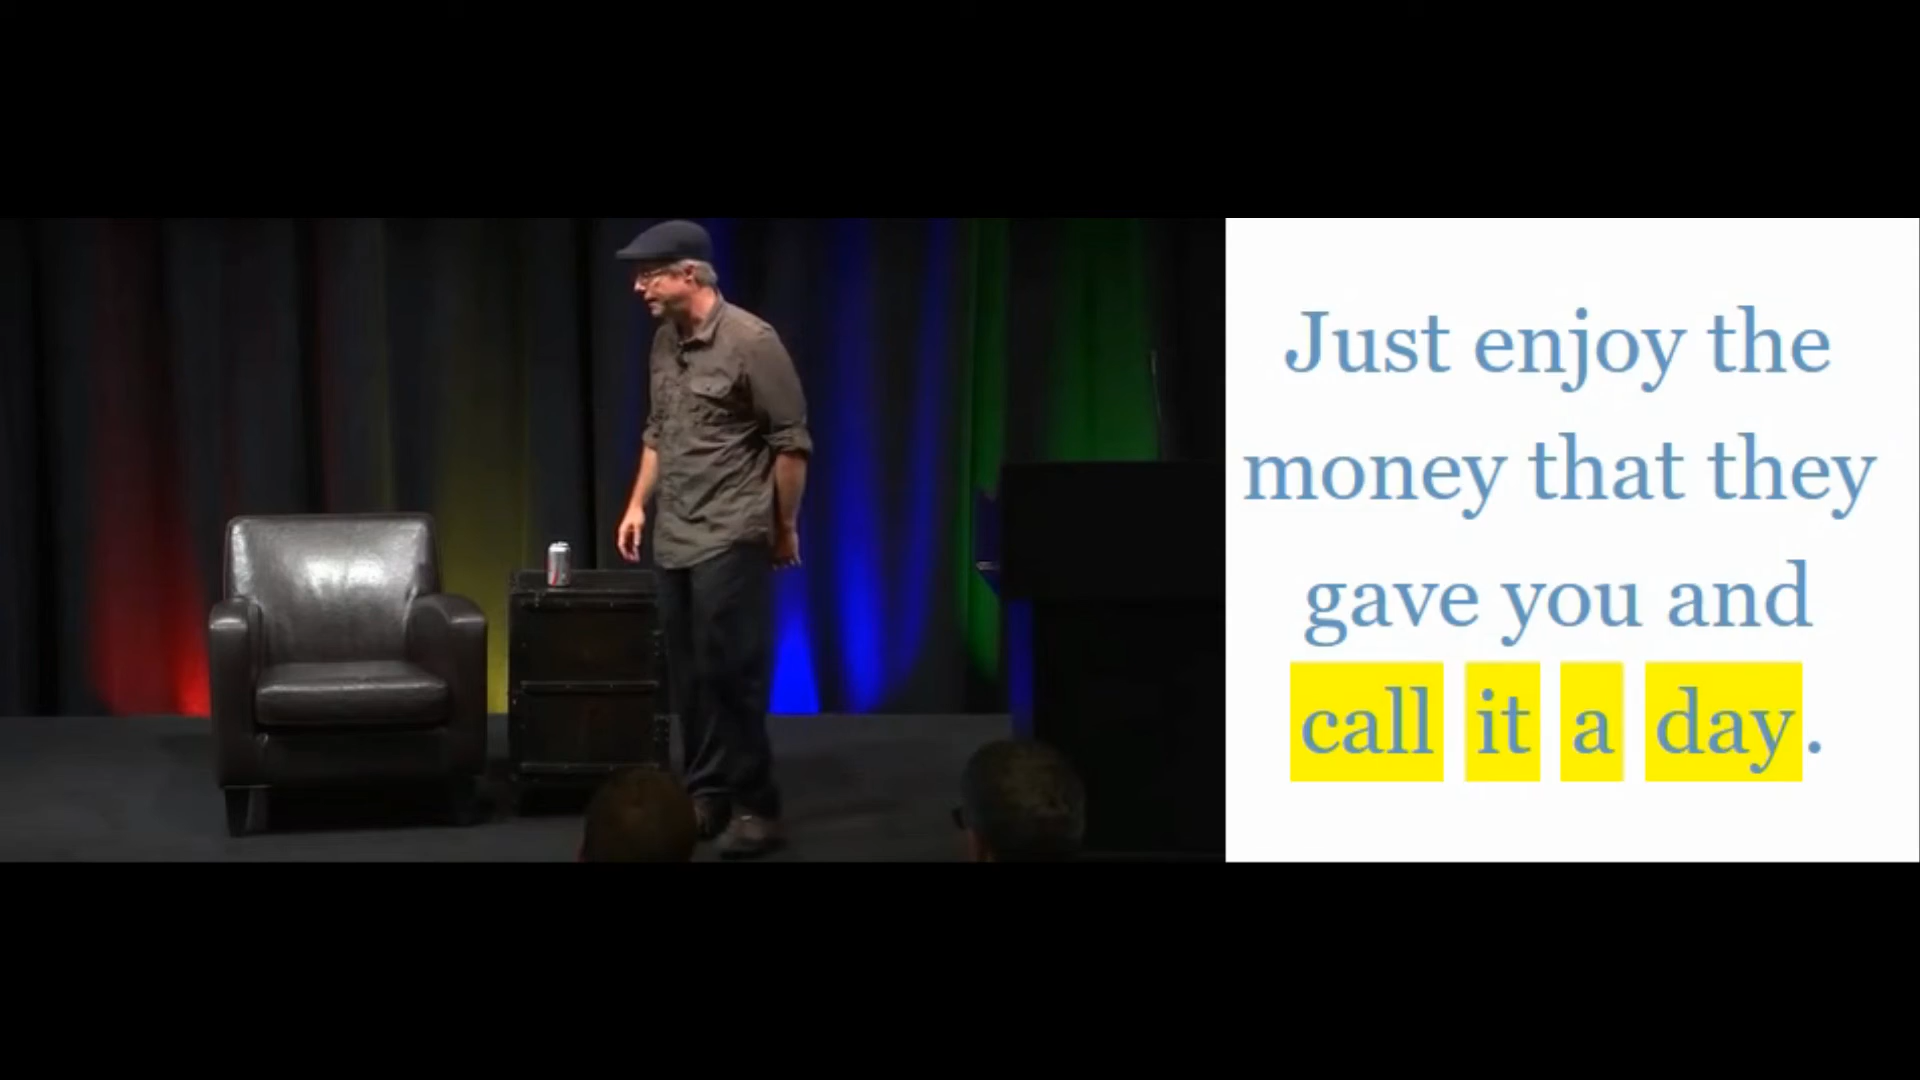 Just enjoy the
money that they
gave you and
call it a day.